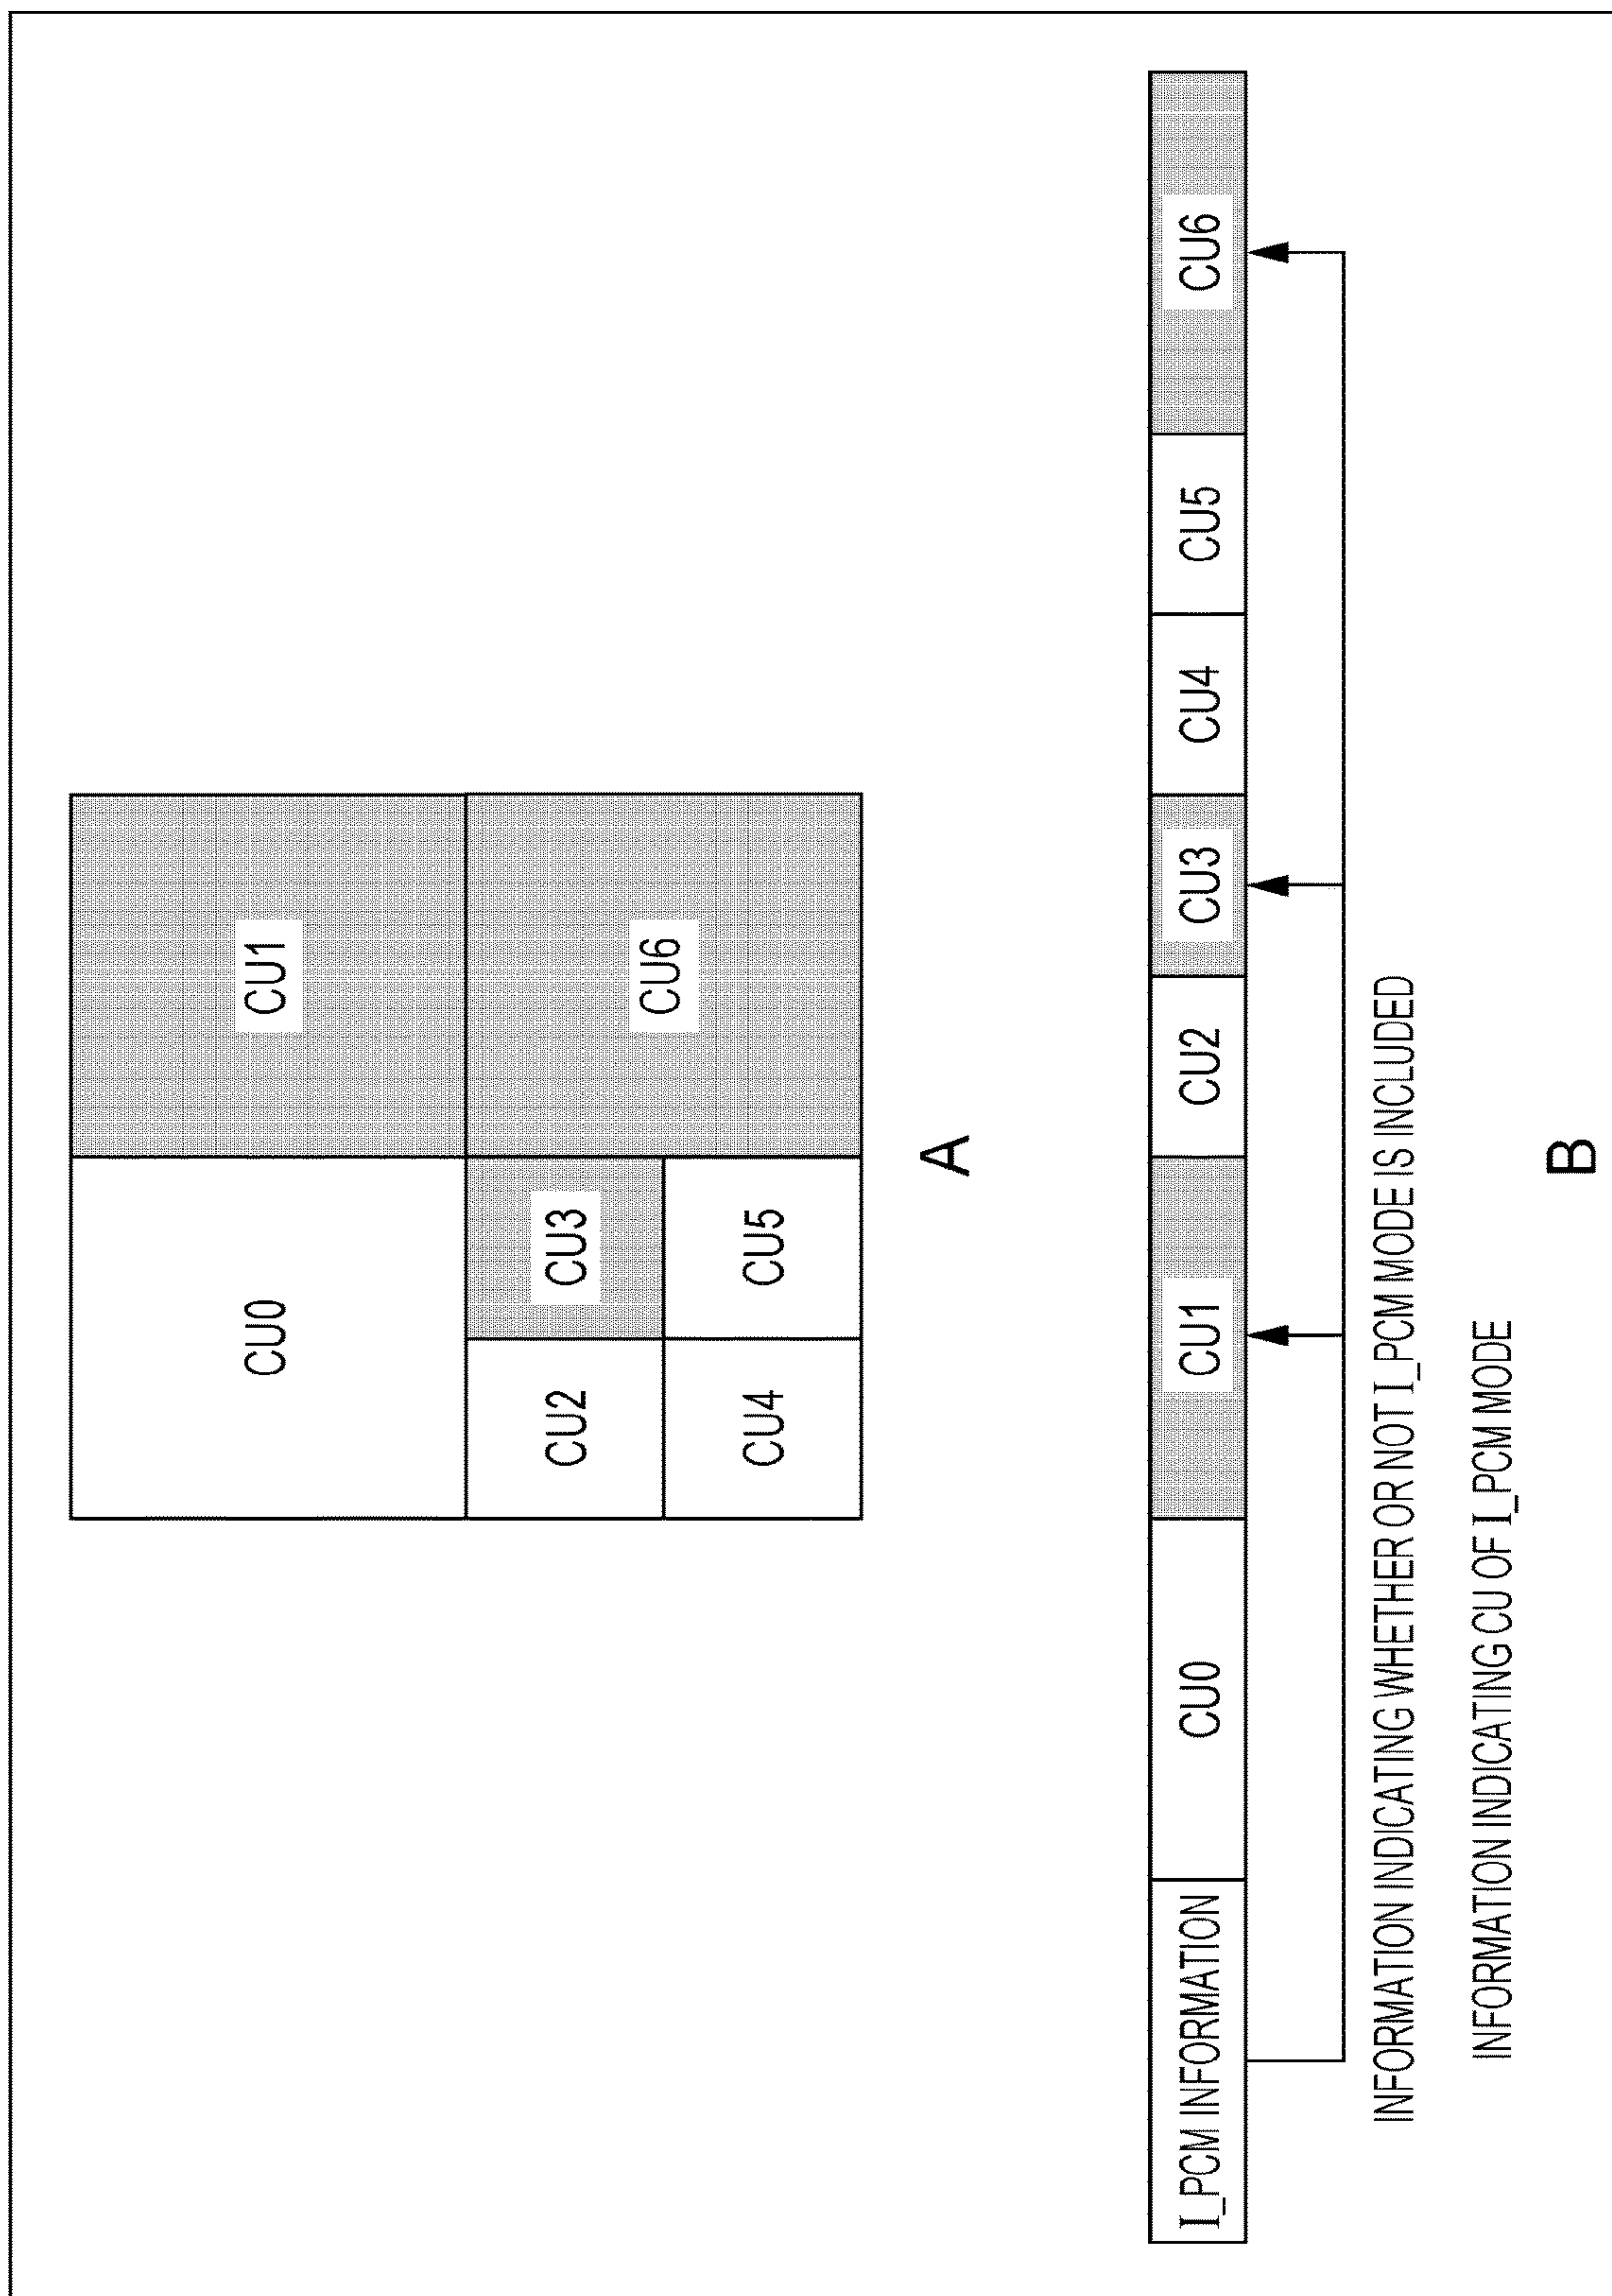 CU0
CU1
CU2
CU3
CU6
CU4
CU5
A
I_PCM INFORMATION
CU0
CU1
CU2
CU3
CU4
CU5
CU6
INFORMATION INDICATING WHETHER OR NOT I_PCM MODE IS INCLUDED
INFORMATION INDICATING CU OF I_PCM MODE
B